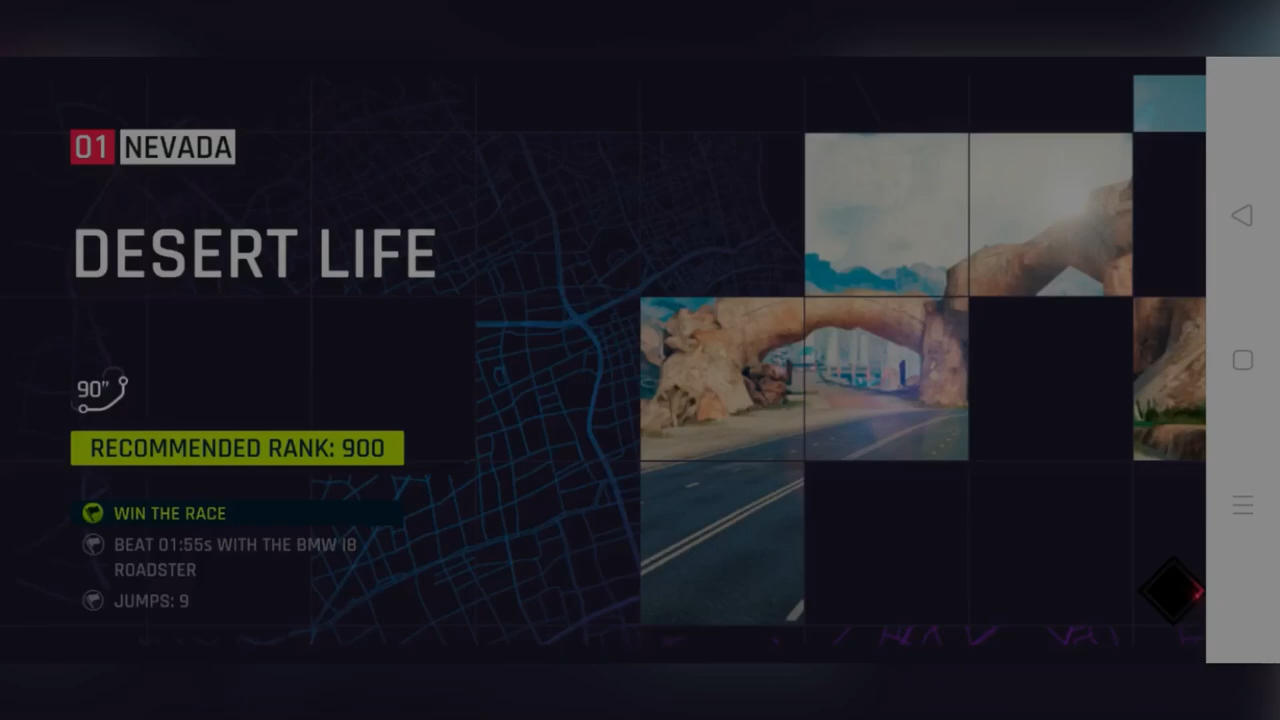 01 NEVADA
DESERT LIFE
90”
RECOMMENDED RANK: 900
WIN THE RACE
BEAT 01:55s WITH THE BMW I8
ROADSTER
JUMPS: 9